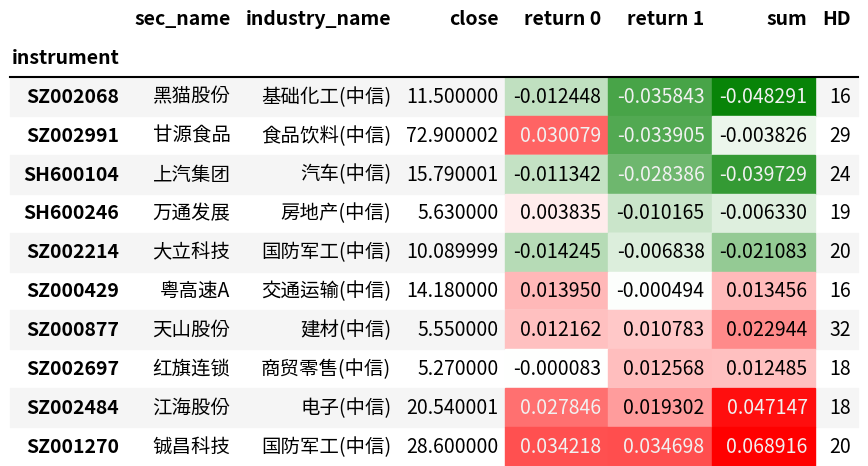 sec_name industry_name close return 0 return 1 sum HD
instrument
SZ002068 黑猫股份 基础化工(中信) 11.500000 -0.012448 -0.035843 -0.048291 16
SZ002991 甘源食品 食品饮料(中信) 72.900002 0.030079 -0.033905 -0.003826 29
SH600104 上汽集团 汽车(中信) 15.790001 -0.011342 -0.028386 -0.039729 24
SH600246 万通发展 房地产(中信) 5.630000 0.003835 -0.010165 -0.006330 19
SZ002214 大立科技 国防军工(中信) 10.089999 -0.014245 -0.006838 -0.021083 20
SZ000429 粤高速A 交通运输(中信) 14.180000 0.013950 -0.000494 0.013456 16
SZ000877 天山股份 建材(中信) 5.550000 0.012162 0.010783 0.022944 32
SZ002697 红旗连锁 商贸零售(中信) 5.270000 -0.000083 0.012568 0.012485 18
SZ002484 江海股份 电子(中信) 20.540001 0.027846 0.019302 0.047147 18
SZ001270 铖昌科技 国防军工(中信) 28.600000 0.034218 0.034698 0.068916 20